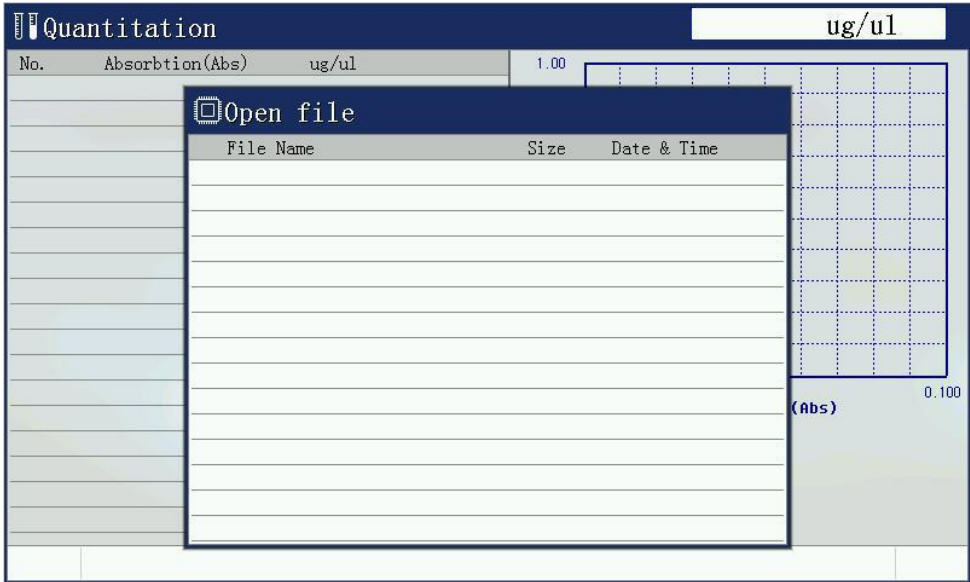 Quantitation
ug/ul
No. Absorbtion(Abs) ug/ul
1.00
Open file
File Name Size Date & Time
0.100
(Abs)